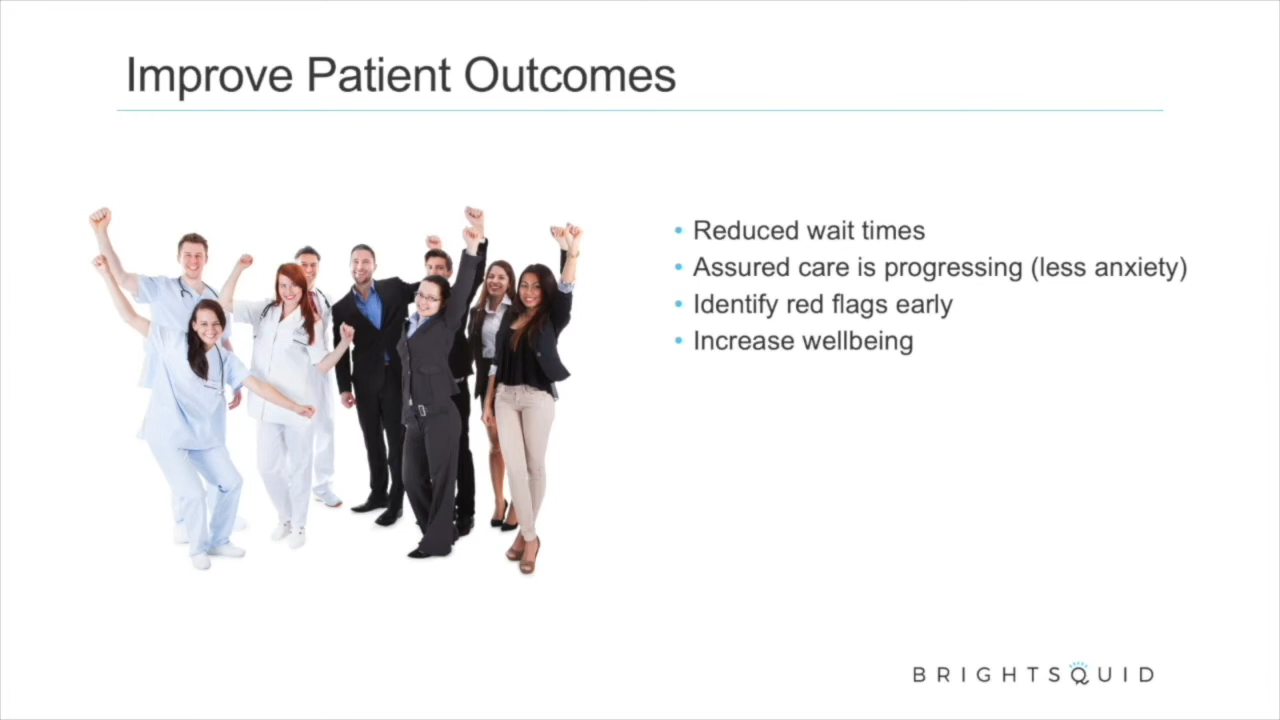 Improve Patient Outcomes
• Reduced wait times
• Assured care is progressing (less anxiety)
• Identify red flags early
• Increase wellbeing
BRIGHTSQUID